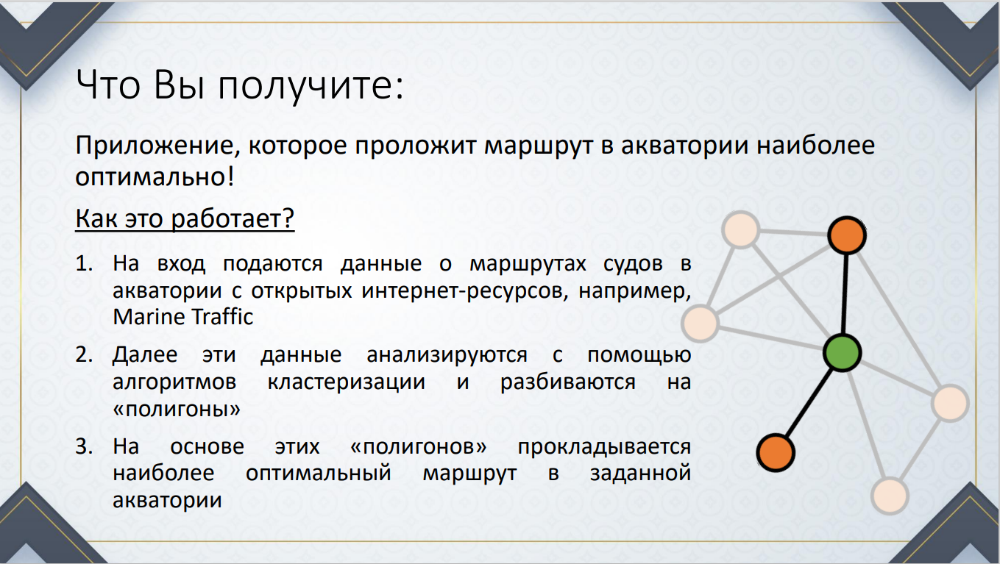 Что Вы получите:
Приложение, которое проложит маршрут в акватории наиболее
оптимально!
Как это работает?
1. На вход подаются данные о маршрутах судов в
акватории с открытых интернет-ресурсов, например,
Marine Traffic
2. Далее эти данные анализируются с помощью
алгоритмов кластеризации и разбиваются на
«полигоны»
3. На основе этих «полигонов» прокладывается
наиболее оптимальный маршрут в заданной
акватории